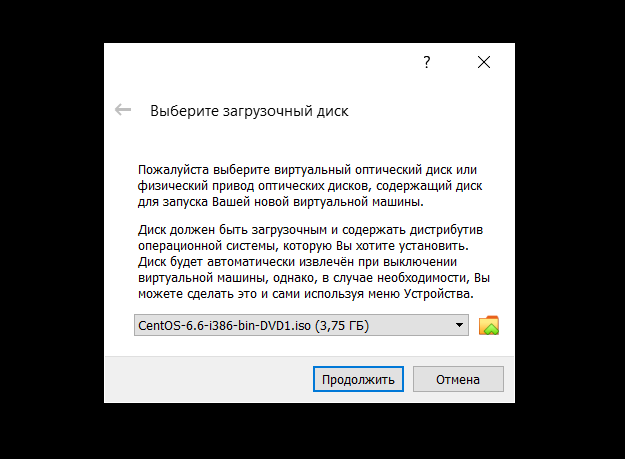 ?
Выберите загрузочный диск
Пожалуйста выберите виртуальный оптический диск или
физический привод оптических дисков, содержащий диск
для запуска Вашей новой виртуальной машины.
Диск должен быть загрузочным и содержать дистрибутив
операционной системы, которую Вы хотите установить.
Диск будет автоматически извлечён при выключении
виртуальной машины, однако, в случае необходимости, Вы
можете сделать это и сами используя меню Устройства.
CentOS-6.6-i386-bin-DVD1.iso (3,75 ГБ)
Продолжить Отмена